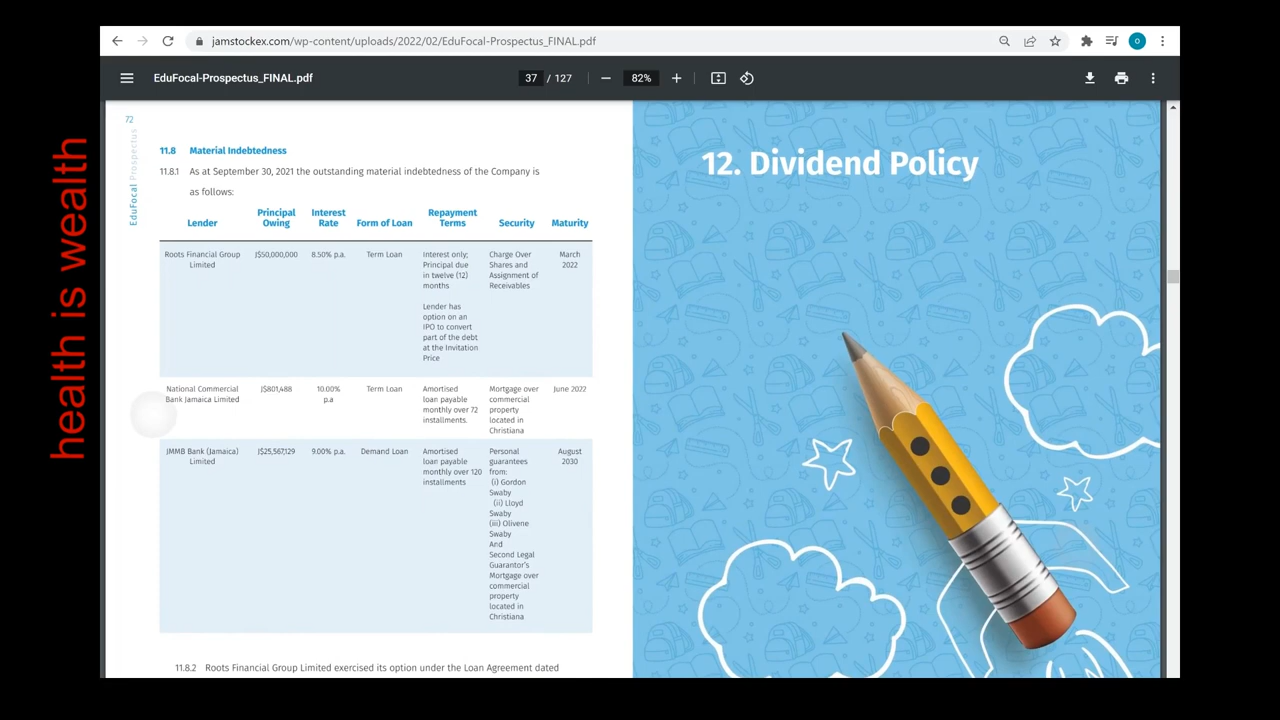 health is wealth
jamstockex.com/wp-content/uploads/2022/02/EduFocal-Prospectus_FINAL.pdf
o
EduFocal-Prospectus_FINAL.pdf
37 / 127
82%
72
EduFocal Prospectus
11.8 Material Indebtedness
11.8.1 As at September 30, 2021 the outstanding material indebtedness of the Company is
as follows:
Lender
Principal
Owing
Interest
Rate
Form of Loan
Repayment
Terms
Security
Maturity
Roots Financial Group
Limited
J$50,000,000
8.50% p.a.
Term Loan
Interest only;
Principal due
in twelve (12)
months
Lender has
option on an
IPO to convert
part of the debt
at the Invitation
Price
Charge Over
Shares and
Assignment of
Receivables
March
2022
National Commercial
Bank Jamaica Limited
J$801,488
10.00%
p.a
Term Loan
Amortised
loan payable
monthly over 72
installments.
Mortgage over
commercial
property
located in
Christiana
June 2022
JMMB Bank (Jamaica)
Limited
J$25,567,129
9.00% p.a.
Demand Loan
Amortised
loan payable
monthly over 120
installments
Personal
guarantees
from:
(i) Gordon
Swaby
(ii) Lloyd
Swaby
(iii) Olivene
Swaby
And
Second Legal
Guarantor's
Mortgage over
commercial
property
located in
Christiana
August
2030
11.8.2 Roots Financial Group Limited exercised its option under the Loan Agreement dated
12. Dividend Policy